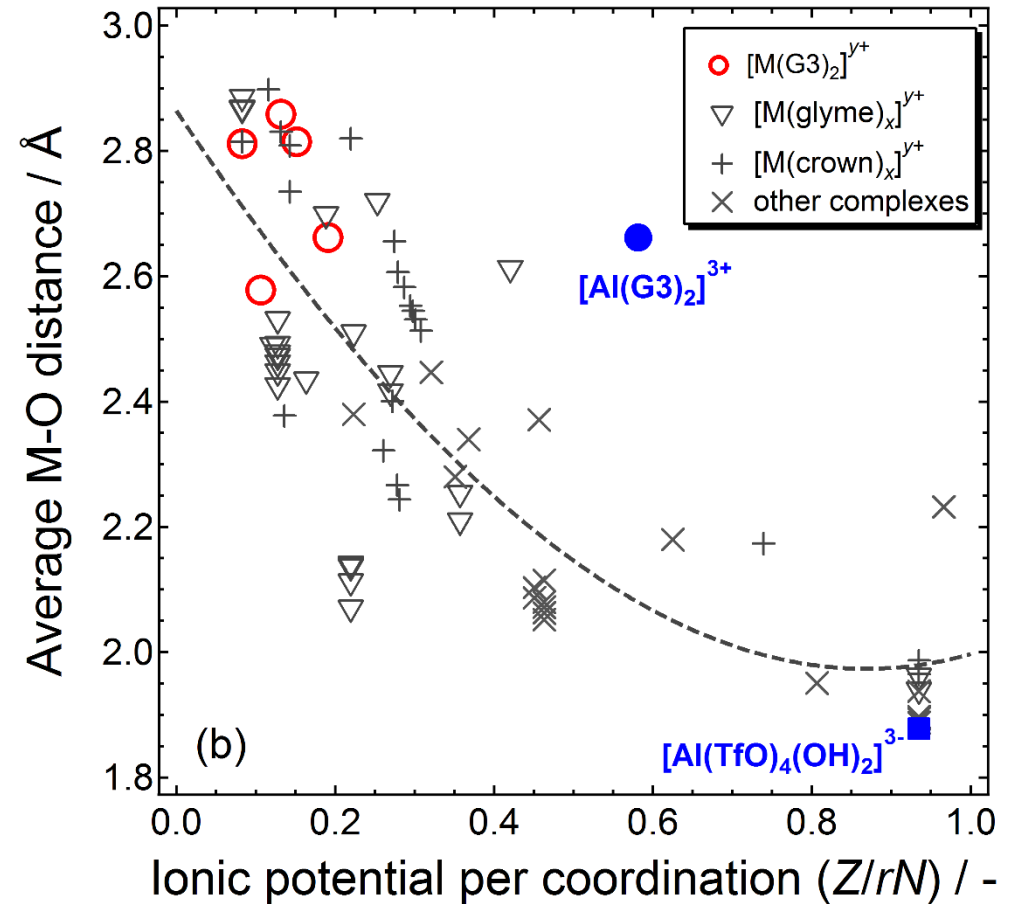 3.0
2.8
2.6
2.4
2.2
2.0
1.8
Average M-O distance / Å
[M(G3)₂]ʸ⁺
[M(glyme)ₓ]ʸ⁺
[M(crown)ₓ]ʸ⁺
other complexes
[Al(G3)₂]³⁺
(b)
[Al(TfO)₄(OH)₂]³⁻
0.0 0.2 0.4 0.6 0.8 1.0
Ionic potential per coordination (Z/rN) / -